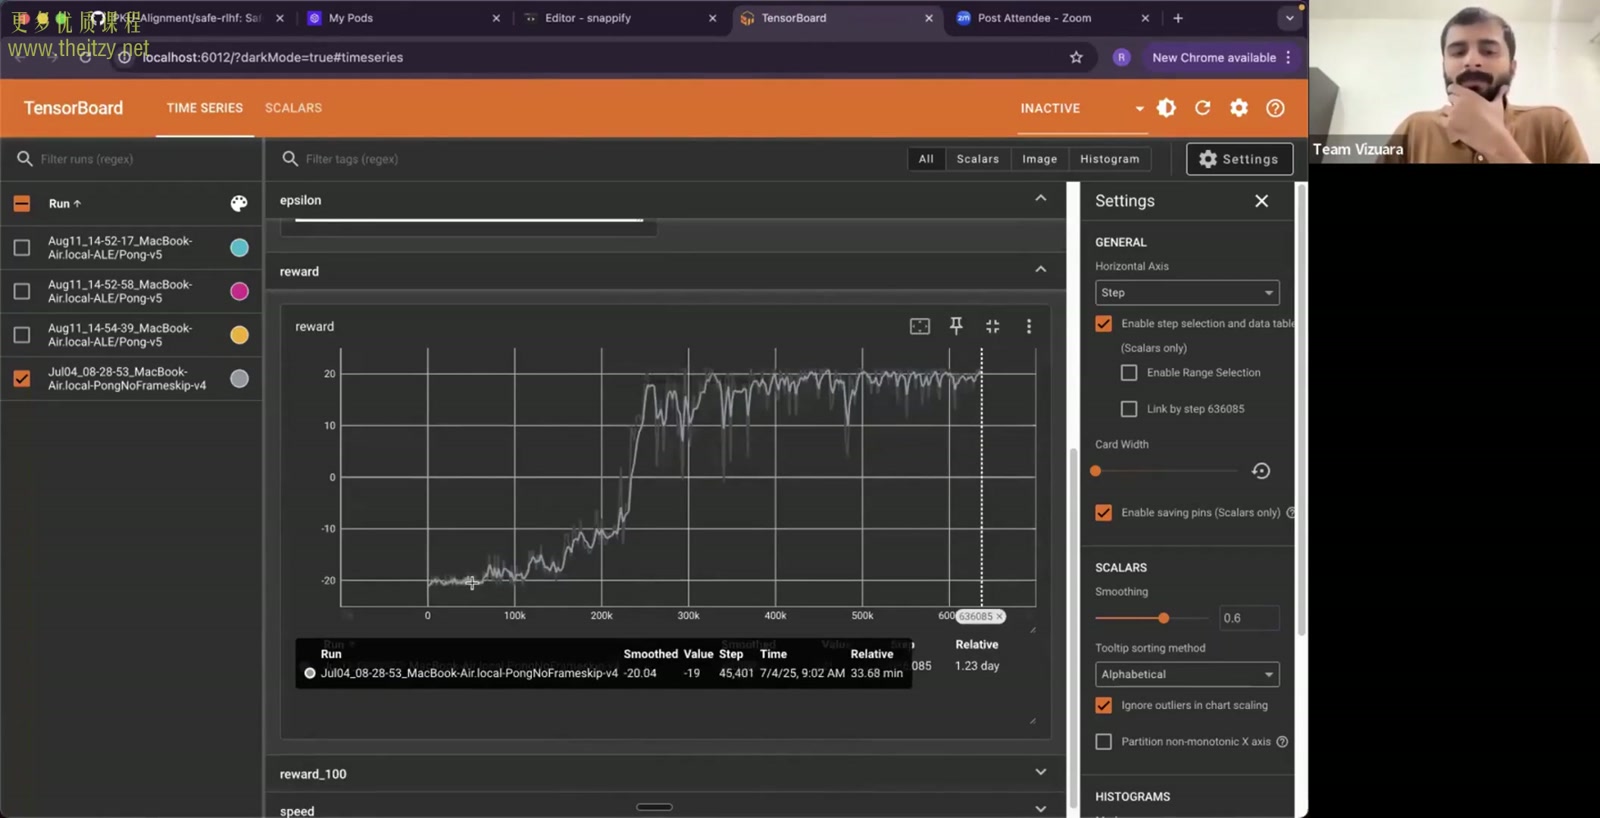 更多优质课程
www.theitzy.net
PKU-Alignment/safe-rlhf: Saf
My Pods
Editor - snappify
TensorBoard
Post Attendee - Zoom
localhost:6012/?darkMode=true#timeseries
R
New Chrome available
TensorBoard
TIME SERIES
SCALARS
INACTIVE
Team Vizuara
Filter runs (regex)
Filter tags (regex)
All
Scalars
Image
Histogram
Settings
Run
Aug11_14-52-17_MacBook-
Air.local-ALE/Pong-v5
Aug11_14-52-58_MacBook-
Air.local-ALE/Pong-v5
Aug11_14-54-39_MacBook-
Air.local-ALE/Pong-v5
Jul04_08-28-53_MacBook-
Air.local-PongNoFrameskip-v4
epsilon
reward
reward
20
10
0
-10
-20
0
100k
200k
300k
400k
500k
600
636085
Run
Smoothed
Value
Step
Relative
085
1.23 day
Run Smoothed Value Step Time Relative
Jul04_08-28-53_MacBook-Air.local-PongNoFrameskip-v4 -20.04 -19 45,401 7/4/25, 9:02 AM 33.68 min
reward_100
speed
Settings
GENERAL
Horizontal Axis
Step
Enable step selection and data table
(Scalars only)
Enable Range Selection
Link by step 636085
Card Width
Enable saving pins (Scalars only)
SCALARS
Smoothing
0.6
Tooltip sorting method
Alphabetical
Ignore outliers in chart scaling
Partition non-monotonic X axis
HISTOGRAMS